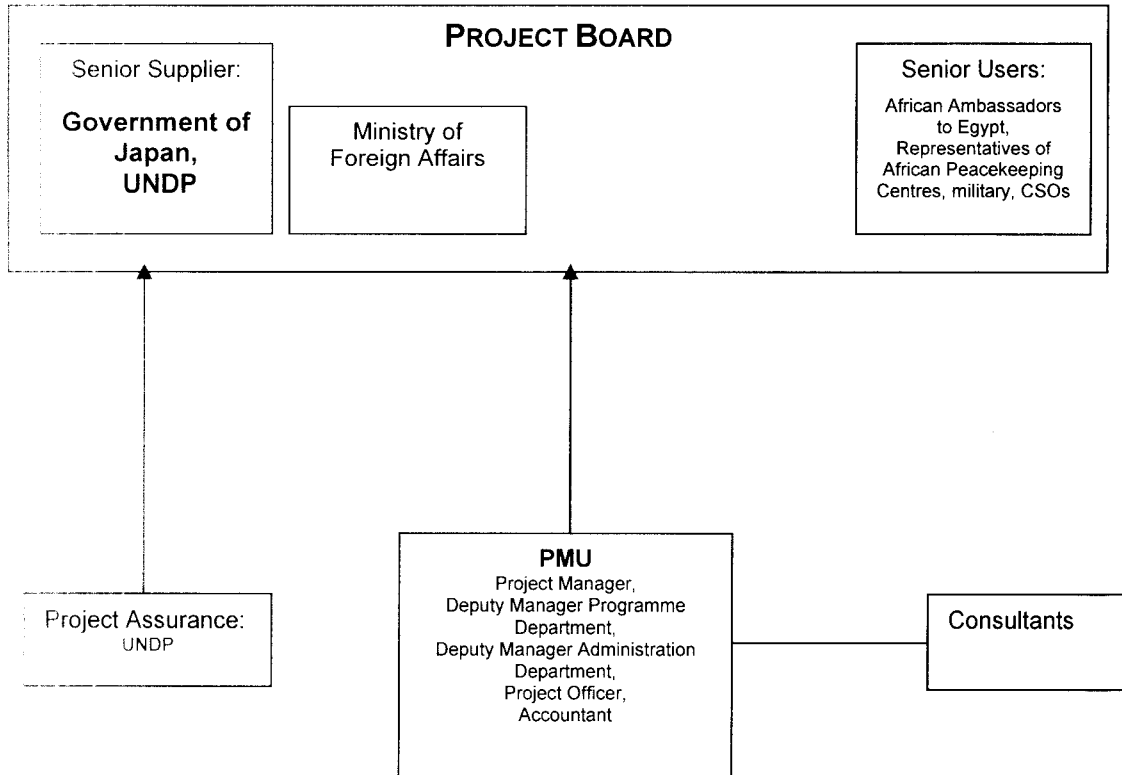 PROJECT BOARD
Senior Supplier:
Government of
Japan,
UNDP
Ministry of
Foreign Affairs
Senior Users:
African Ambassadors
to Egypt,
Representatives of
African Peacekeeping
Centres, military, CSOs
Project Assurance:
UNDP
PMU
Project Manager,
Deputy Manager Programme
Department,
Deputy Manager Administration
Department,
Project Officer,
Accountant
Consultants